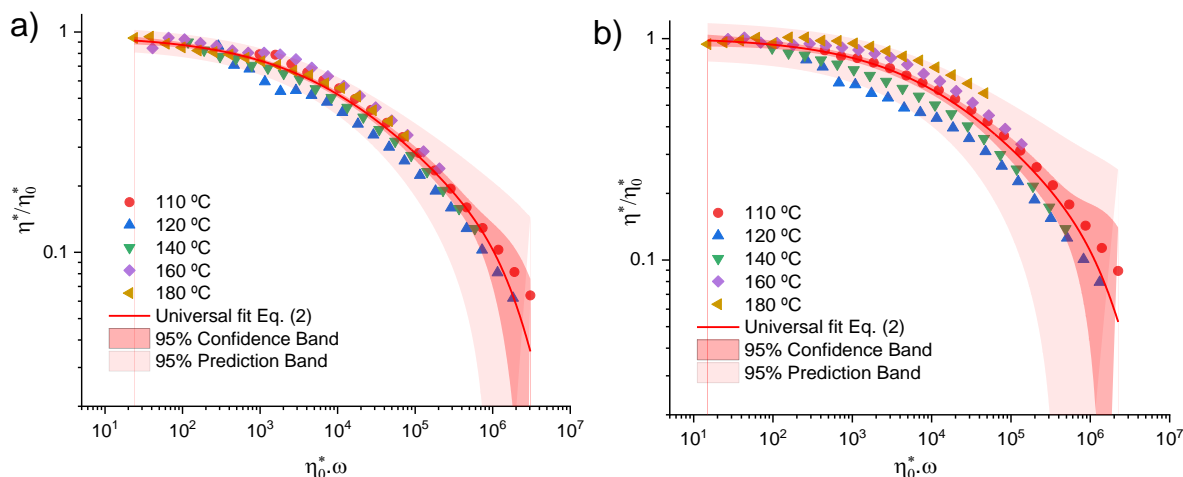 a)
1
0.1
η*/η₀*
110 ºC
120 ºC
140 ºC
160 ºC
180 ºC
Universal fit Eq. (2)
95% Confidence Band
95% Prediction Band
10¹ 10² 10³ 10⁴ 10⁵ 10⁶ 10⁷
η₀*.ω
b)
1
0.1
η*/η₀*
110 ºC
120 ºC
140 ºC
160 ºC
180 ºC
Universal fit Eq. (2)
95% Confidence Band
95% Prediction Band
10¹ 10² 10³ 10⁴ 10⁵ 10⁶ 10⁷
η₀*.ω